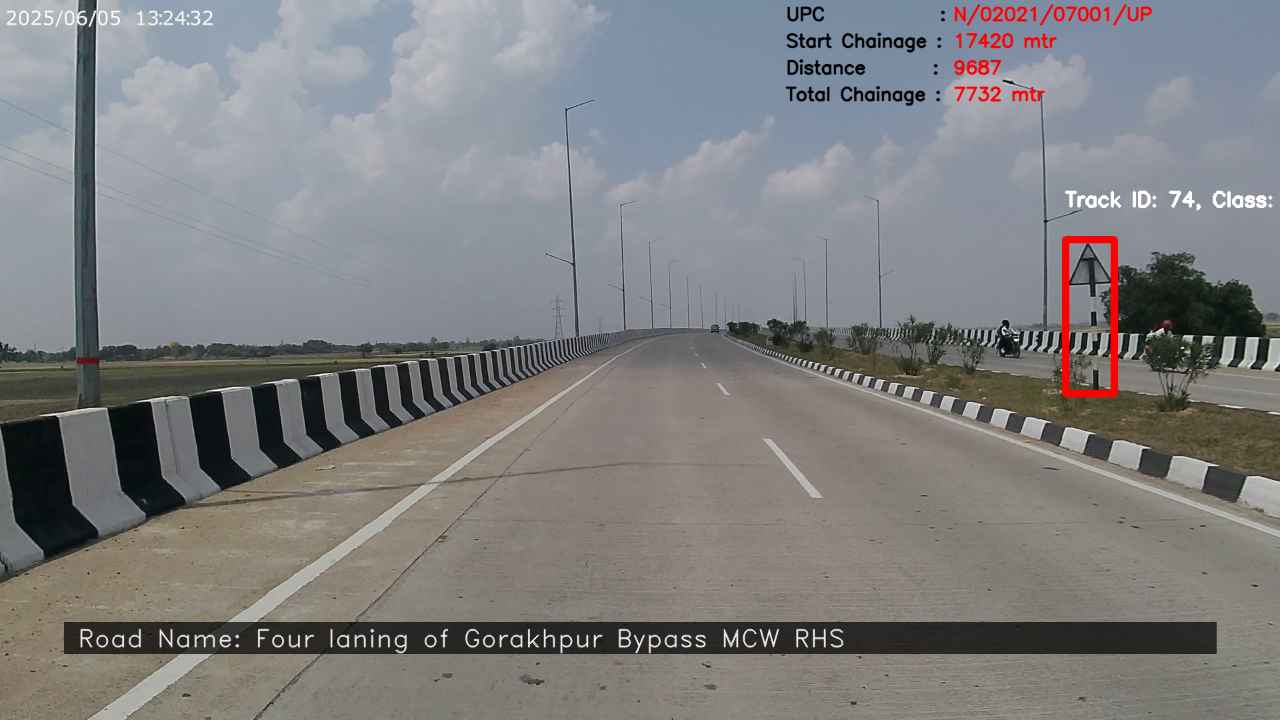 2025/06/05 13:24:32
UPC : N/02021/07001/UP
Start Chainage : 17420 mtr
Distance : 9687
Total Chainage : 7732 mtr
Track ID: 74, Class:
Road Name: Four laning of Gorakhpur Bypass MCW RHS